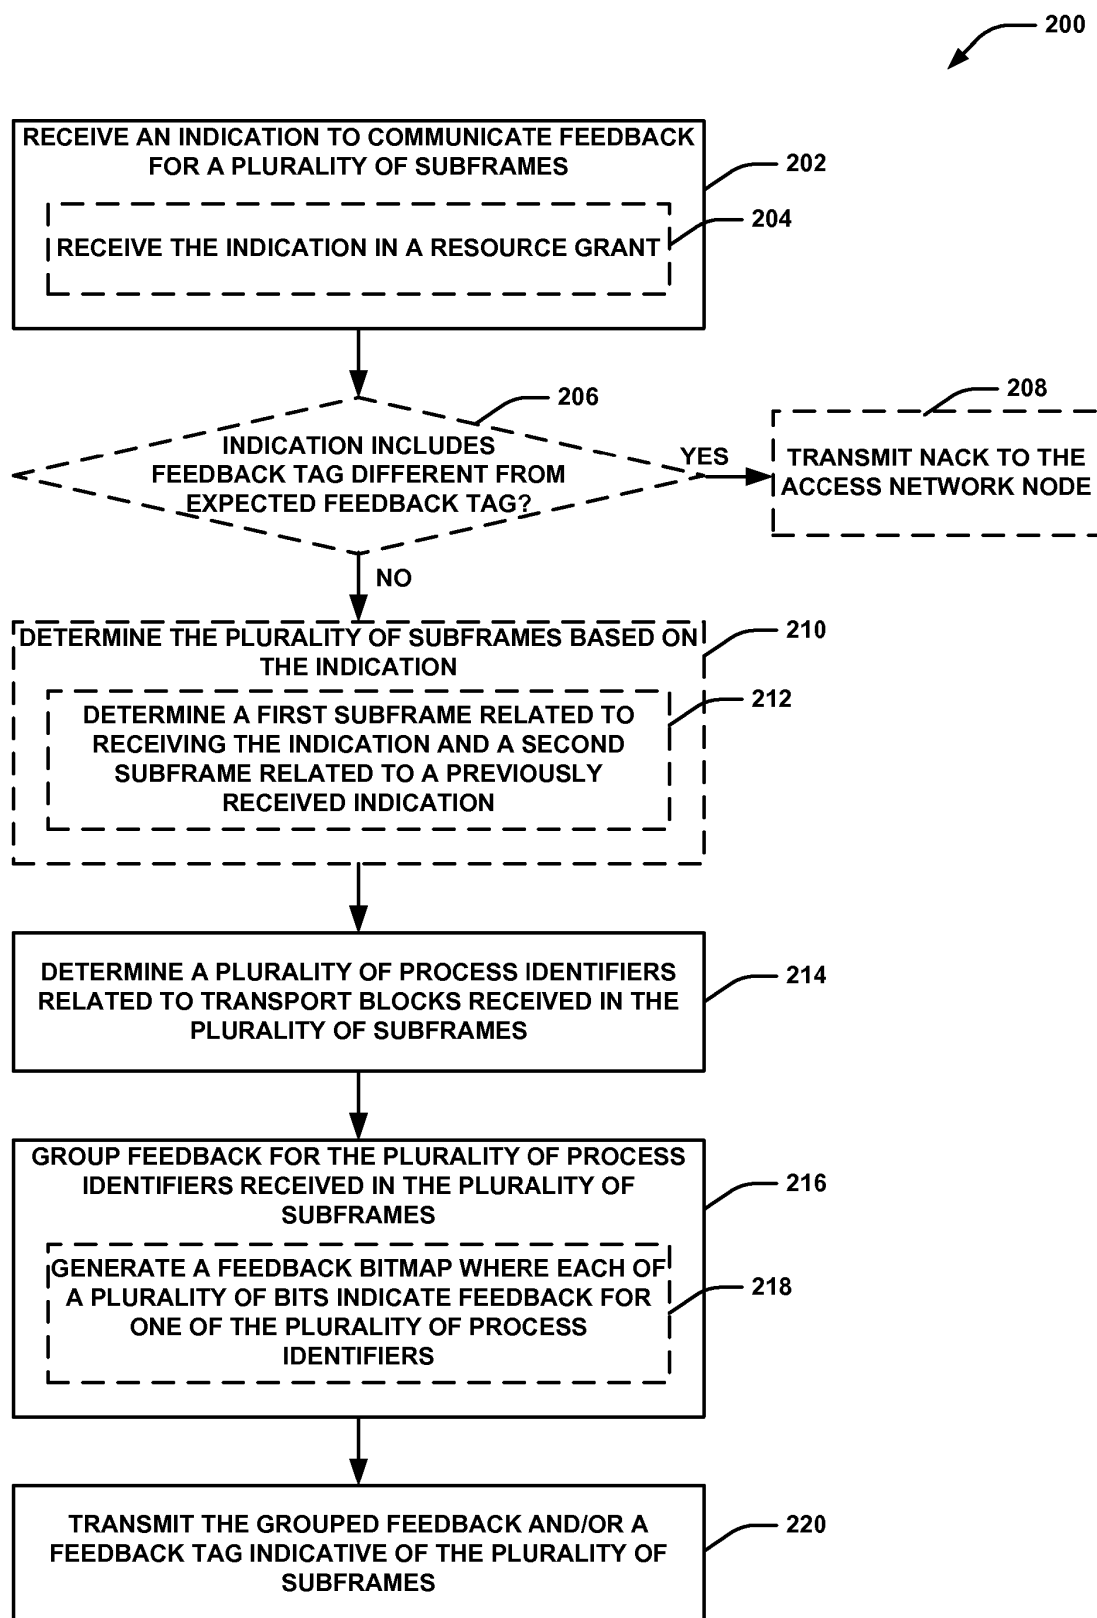 200
RECEIVE AN INDICATION TO COMMUNICATE FEEDBACK
FOR A PLURALITY OF SUBFRAMES
202
204
RECEIVE THE INDICATION IN A RESOURCE GRANT
206
208
INDICATION INCLUDES
FEEDBACK TAG DIFFERENT FROM
EXPECTED FEEDBACK TAG?
YES
TRANSMIT NACK TO THE
ACCESS NETWORK NODE
NO
DETERMINE THE PLURALITY OF SUBFRAMES BASED ON
THE INDICATION
210
212
DETERMINE A FIRST SUBFRAME RELATED TO
RECEIVING THE INDICATION AND A SECOND
SUBFRAME RELATED TO A PREVIOUSLY
RECEIVED INDICATION
DETERMINE A PLURALITY OF PROCESS IDENTIFIERS
RELATED TO TRANSPORT BLOCKS RECEIVED IN THE
PLURALITY OF SUBFRAMES
214
GROUP FEEDBACK FOR THE PLURALITY OF PROCESS
IDENTIFIERS RECEIVED IN THE PLURALITY OF
SUBFRAMES
216
GENERATE A FEEDBACK BITMAP WHERE EACH OF
A PLURALITY OF BITS INDICATE FEEDBACK FOR
ONE OF THE PLURALITY OF PROCESS
IDENTIFIERS
218
TRANSMIT THE GROUPED FEEDBACK AND/OR A
FEEDBACK TAG INDICATIVE OF THE PLURALITY OF
SUBFRAMES
220